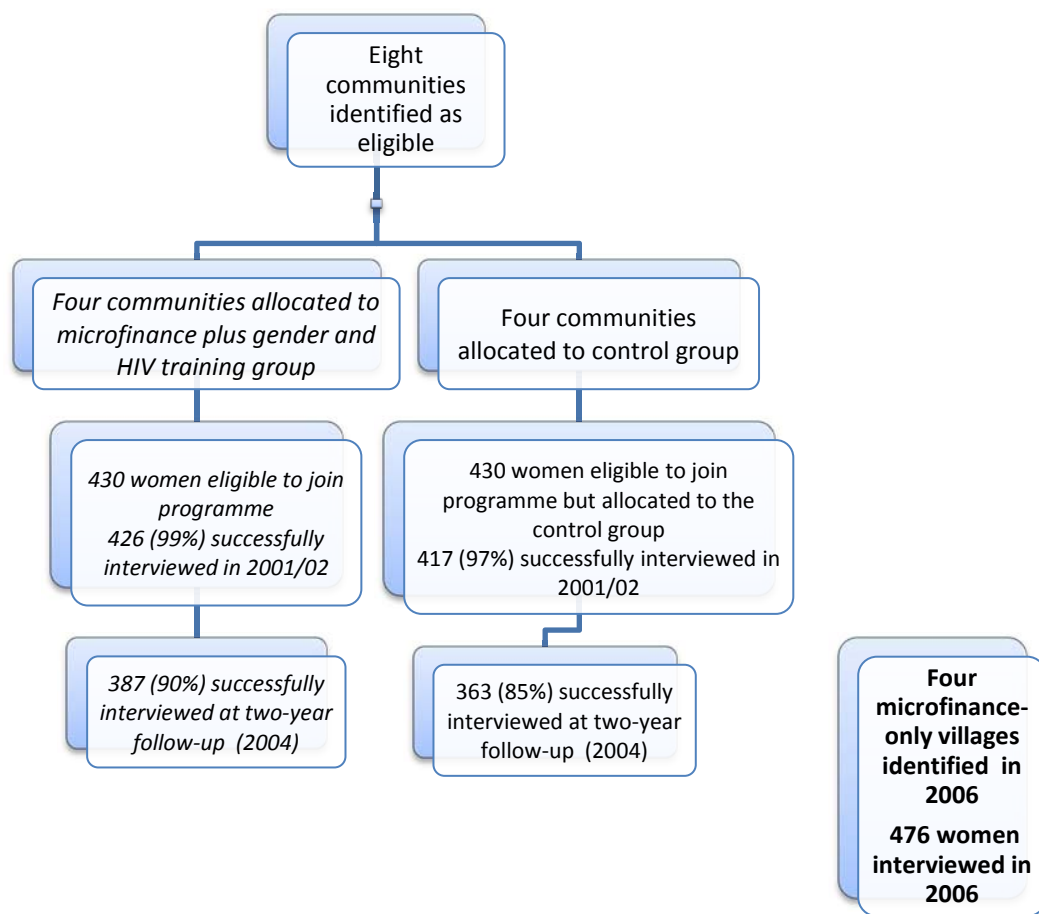 Eight
communities
identified as
eligible
Four communities allocated to
microfinance plus gender and
HIV training group
Four communities
allocated to control group
430 women eligible to join
programme
426 (99%) successfully
interviewed in 2001/02
430 women eligible to join
programme but allocated to the
control group
417 (97%) successfully interviewed in
2001/02
387 (90%) successfully
interviewed at two-year
follow-up (2004)
363 (85%) successfully
interviewed at two-year
follow-up (2004)
Four
microfinance-
only villages
identified in
2006
476 women
interviewed in
2006